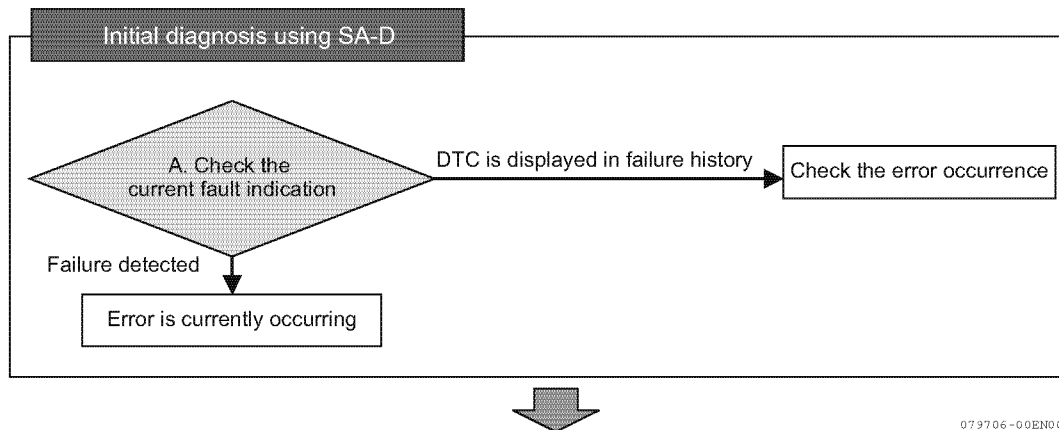 Initial diagnosis using SA-D
A. Check the
current fault indication
DTC is displayed in failure history
Check the error occurrence
Failure detected
Error is currently occurring